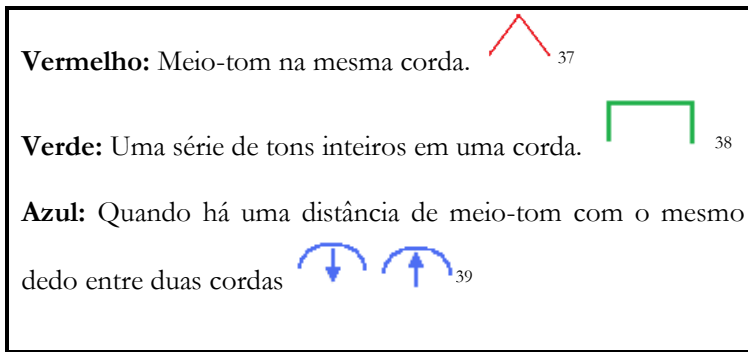 Vermelho: Meio-tom na mesma corda. 37
Verde: Uma série de tons inteiros em uma corda. 38
Azul: Quando há uma distância de meio-tom com o mesmo
dedo entre duas cordas 39